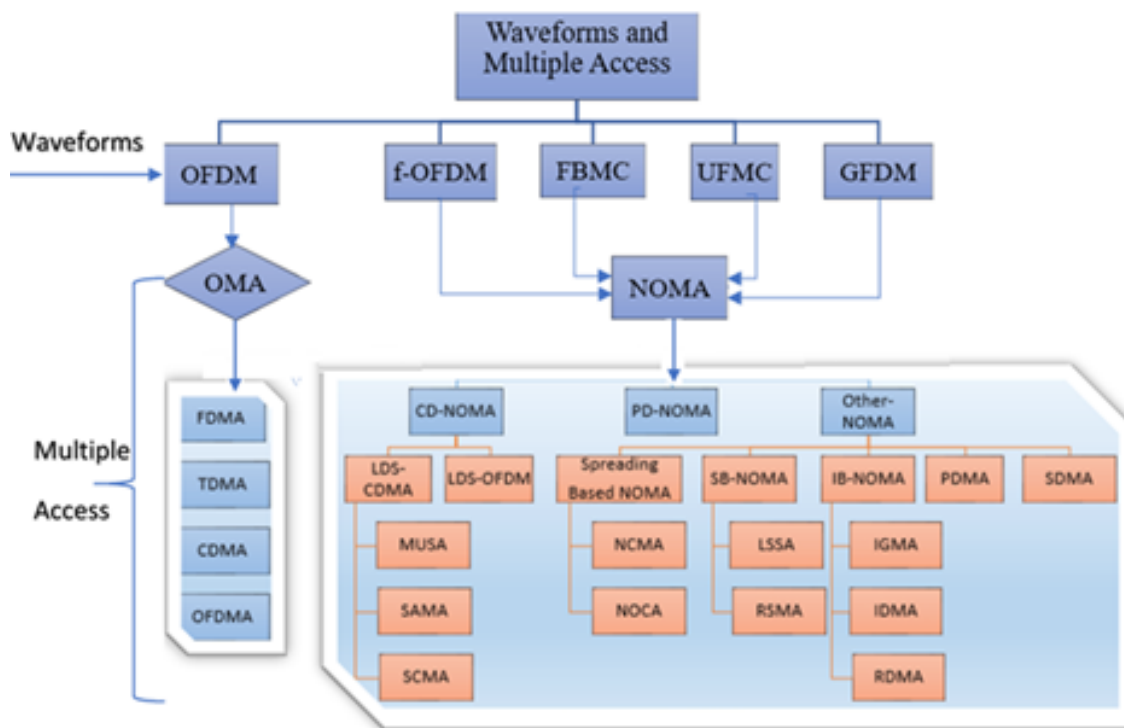 Waveforms and
Multiple Access
Waveforms
OFDM
f-OFDM
FBMC
UFMC
GFDM
OMA
NOMA
Multiple
Access
FDMA
TDMA
CDMA
OFDMA
CD-NOMA
PD-NOMA
Other-
NOMA
LDS-
CDMA
LDS-OFDM
Spreading
Based NOMA
SB-NOMA
IB-NOMA
PDMA
SDMA
MUSA
NCMA
LSSA
IGMA
SAMA
NOCA
RSMA
IDMA
SCMA
RDMA